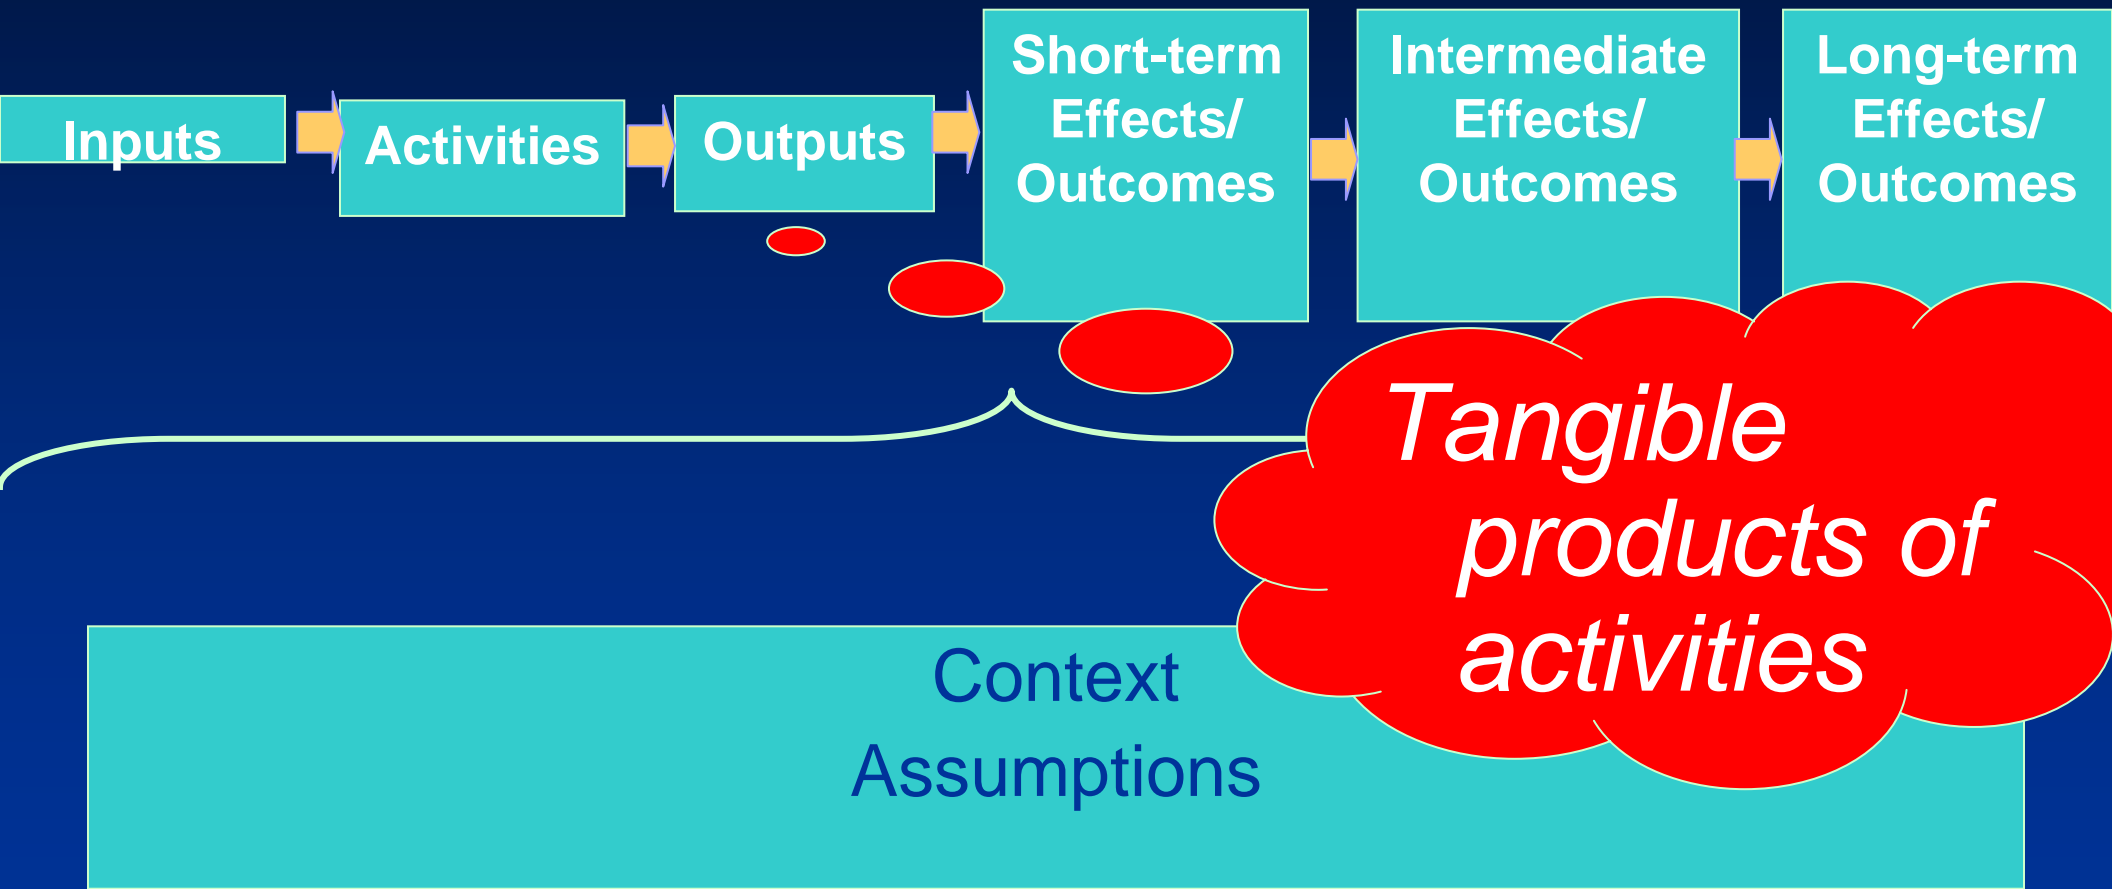 Inputs
Activities
Outputs
Short-term
Effects/
Outcomes
Intermediate
Effects/
Outcomes
Long-term
Effects/
Outcomes
Tangible
products of
activities
Context
Assumptions